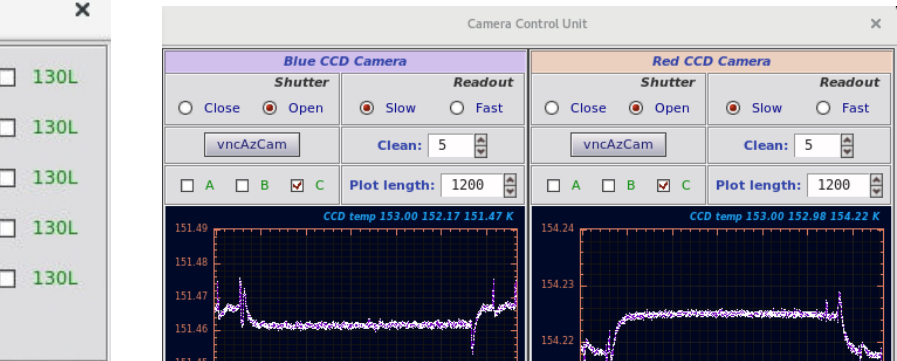 130L
130L
130L
130L
130L
Camera Control Unit
Blue CCD Camera
Shutter Readout
Close Open Slow Fast
vncAzCam Clean: 5
A B C Plot length: 1200
CCD temp 153.00 152.17 151.47 K
151.49
151.48
151.47
151.46
Red CCD Camera
Shutter Readout
Close Open Slow Fast
vncAzCam Clean: 5
A B C Plot length: 1200
CCD temp 153.00 152.98 154.22 K
154.24
154.23
154.22